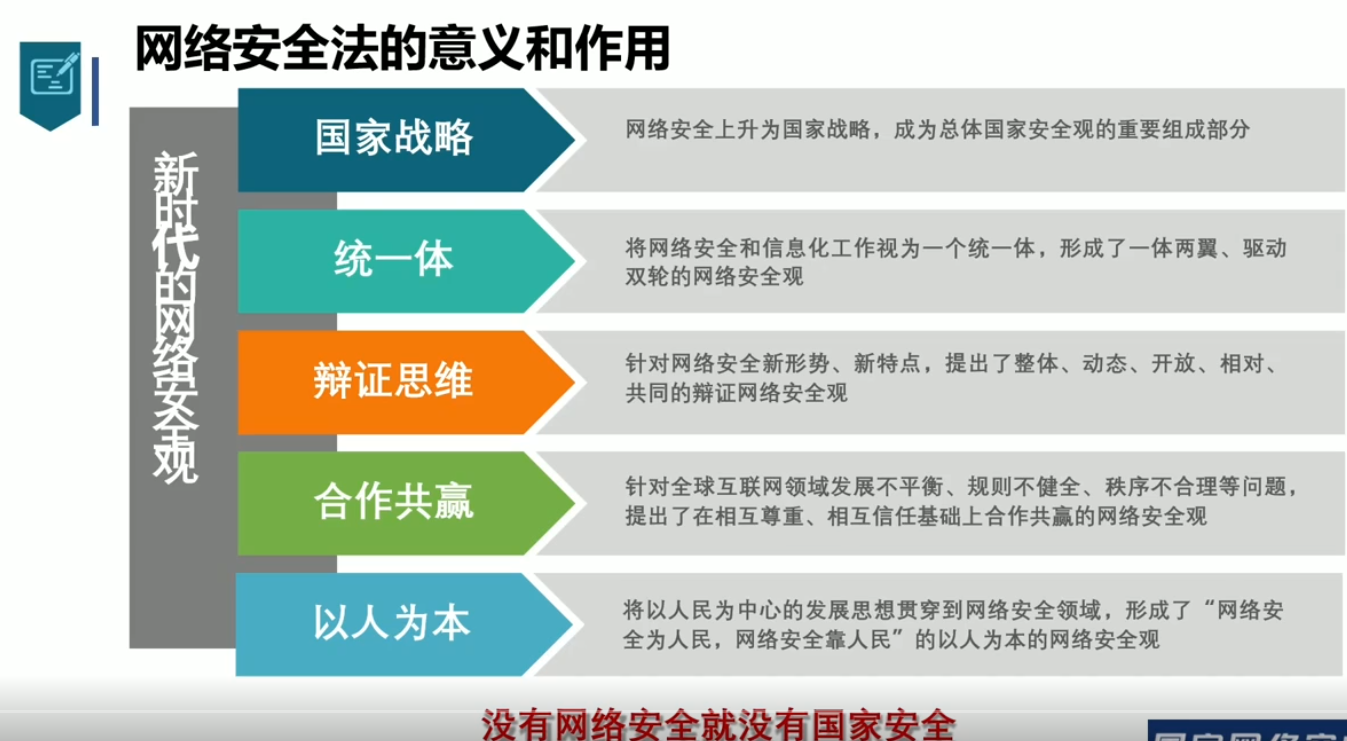 网络安全法的意义和作用
新时代的网络安全观
国家战略
网络安全上升为国家战略，成为总体国家安全观的重要组成部分
统一体
将网络安全和信息化工作视为一个统一体，形成了一体两翼、驱动
双轮的网络安全观
辩证思维
针对网络安全新形势、新特点，提出了整体、动态、开放、相对、
共同的辩证网络安全观
合作共赢
针对全球互联网领域发展不平衡、规则不健全、秩序不合理等问题，
提出了在相互尊重、相互信任基础上合作共赢的网络安全观
以人为本
将以人民为中心的发展思想贯穿到网络安全领域，形成了“网络安
全为人民，网络安全靠人民”的以人为本的网络安全观
没有网络安全就没有国家安全